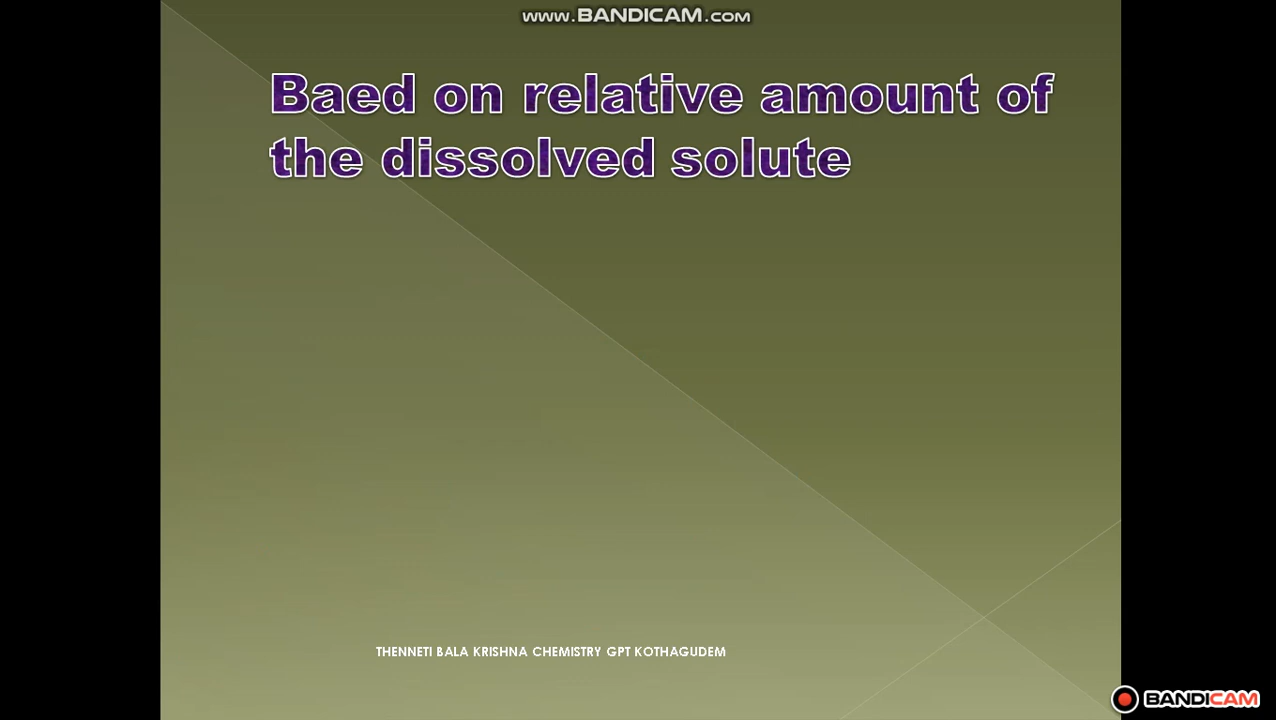 www.BANDICAM.com
Baed on relative amount of
the dissolved solute
THENNETI BALA KRISHNA CHEMISTRY GPT KOTHAGUDEM
BANDICAM